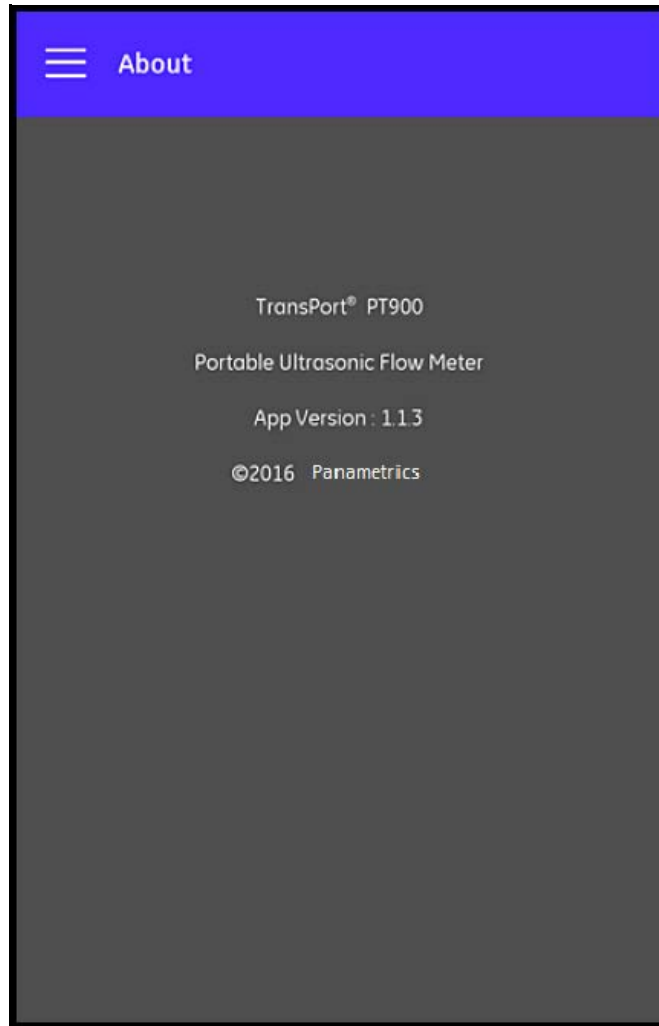 About
TransPort® PT900
Portable Ultrasonic Flow Meter
App Version : 1.1.3
©2016 Panametrics